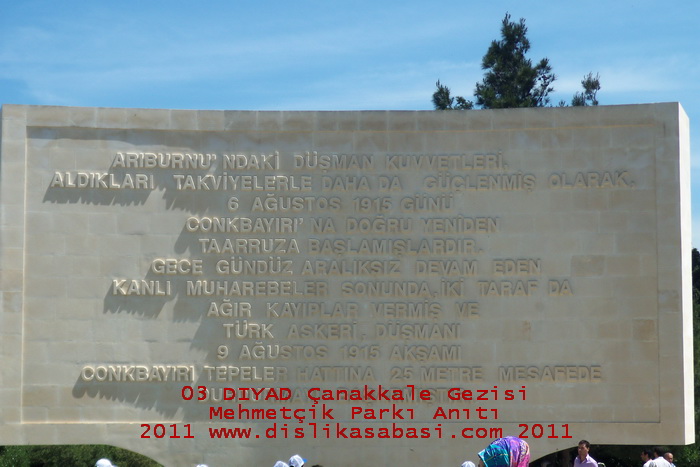 ARIBURNU'NDAKİ DÜŞMAN KUVVETLERİ,
ALDIKLARI TAKVİYELERLE DAHA DA GÜÇLENMİŞ OLARAK,
6 AĞUSTOS 1915 GÜNÜ
CONKBAYIRI'NA DOĞRU YENİDEN
TAARRUZA BAŞLAMIŞLARDIR.
GECE GÜNDÜZ ARALIKSIZ DEVAM EDEN
KANLI MUHAREBELER SONUNDA, İKİ TARAF DA
AĞIR KAYIPLAR VERMİŞ VE
TÜRK ASKERİ, DÜŞMANI
9 AĞUSTOS 1915 AKŞAMI
CONKBAYIRI TEPELER HATTINA 25 METRE MESAFEDE
03 DIYAD Çanakkale Gezisi
Mehmetçik Parkı Anıtı
2011 www.dislikasabasi.com 2011